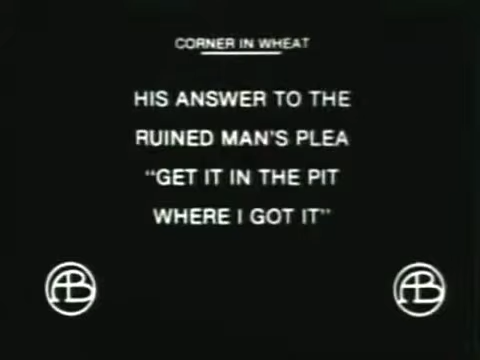 CORNER IN WHEAT
HIS ANSWER TO THE
RUINED MAN'S PLEA
"GET IT IN THE PIT
WHERE I GOT IT"
AB AB